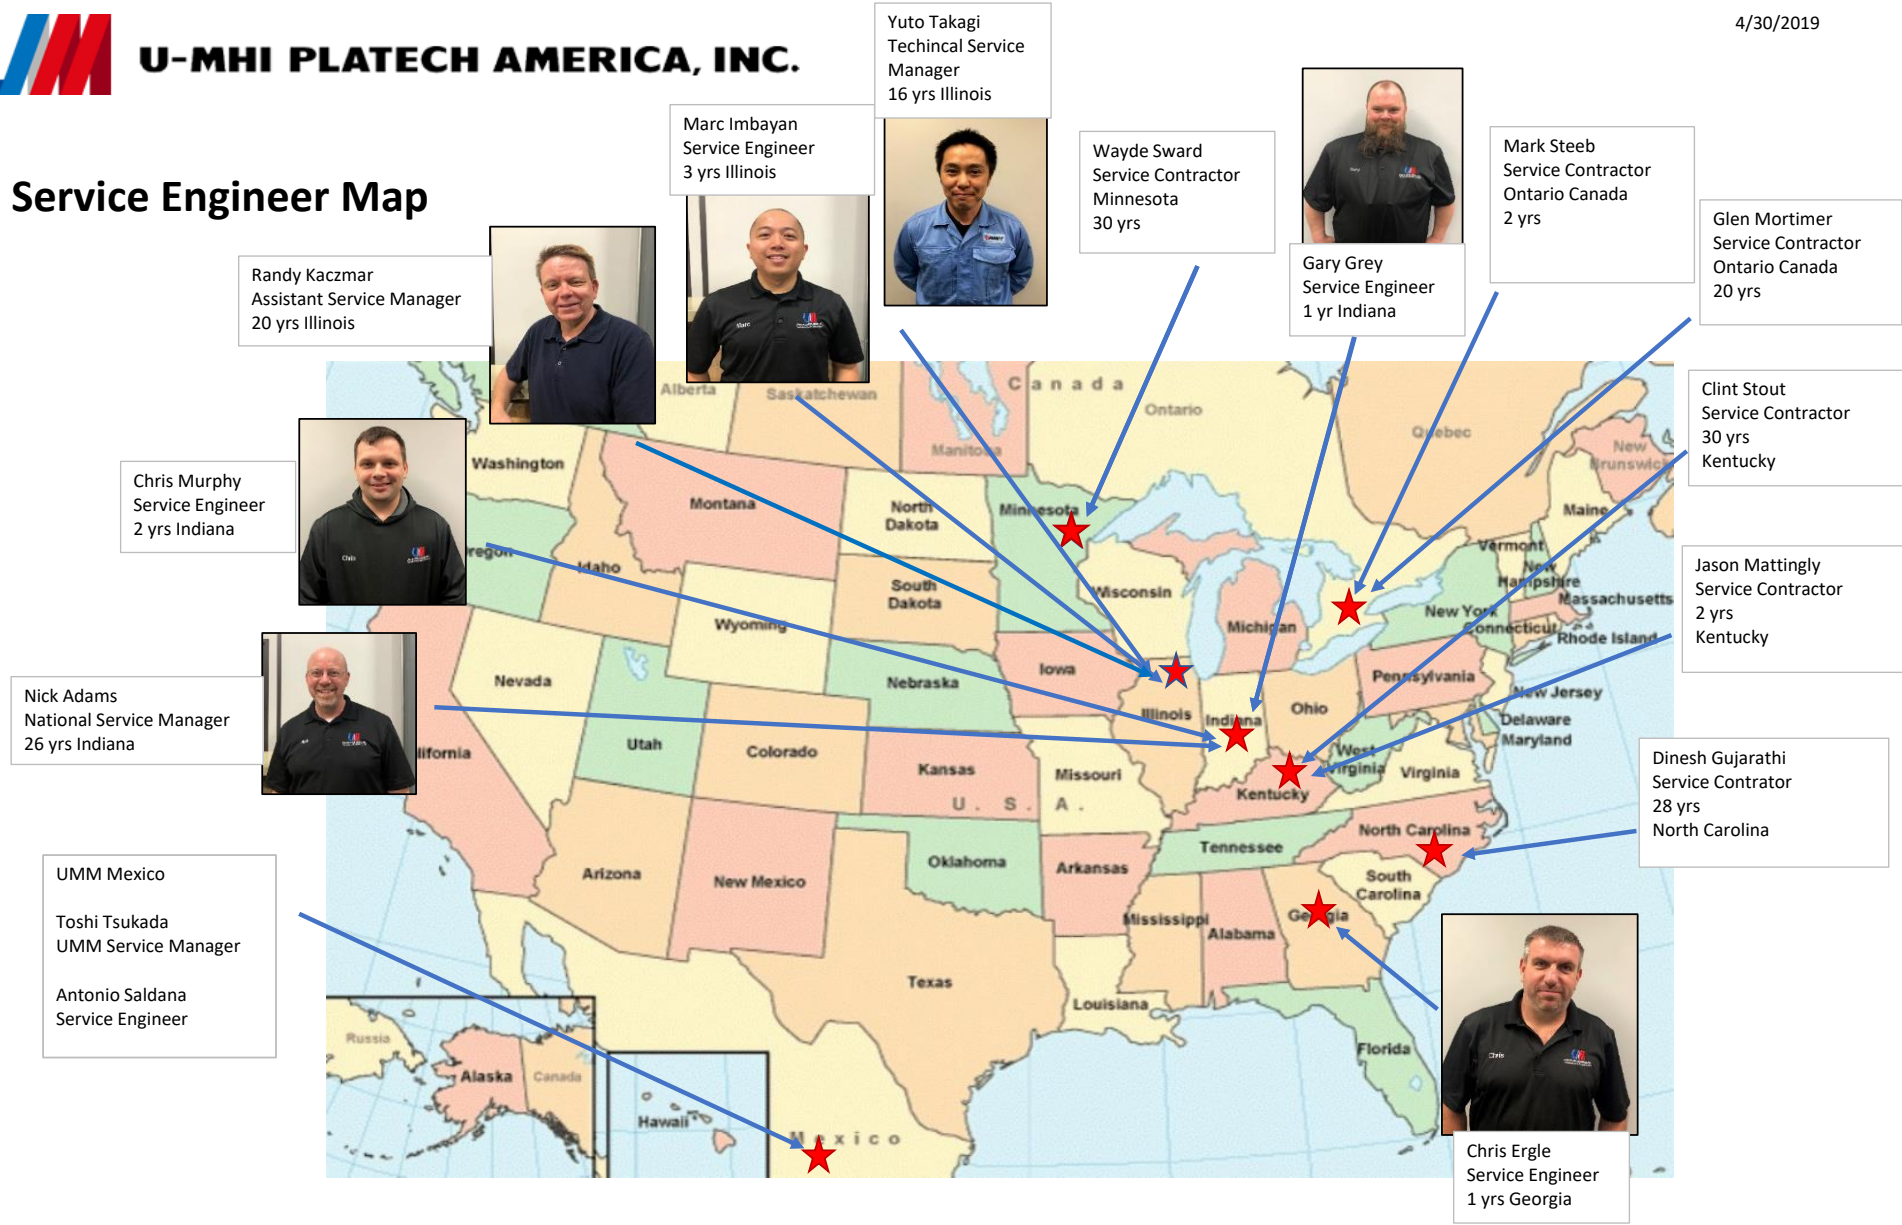 4/30/2019
U-MHI PLATECH AMERICA, INC.
Service Engineer Map
Yuto Takagi
Techincal Service
Manager
16 yrs Illinois
Marc Imbayan
Service Engineer
3 yrs Illinois
Wayde Sward
Service Contractor
Minnesota
30 yrs
Mark Steeb
Service Contractor
Ontario Canada
2 yrs
Glen Mortimer
Service Contractor
Ontario Canada
20 yrs
Gary Grey
Service Engineer
1 yr Indiana
Randy Kaczmar
Assistant Service Manager
20 yrs Illinois
Clint Stout
Service Contractor
30 yrs
Kentucky
Chris Murphy
Service Engineer
2 yrs Indiana
Jason Mattingly
Service Contractor
2 yrs
Kentucky
Nick Adams
National Service Manager
26 yrs Indiana
Dinesh Gujarathi
Service Contrator
28 yrs
North Carolina
UMM Mexico
Toshi Tsukada
UMM Service Manager
Antonio Saldana
Service Engineer
Chris Ergle
Service Engineer
1 yrs Georgia
Marc
Chris
Chris
Canada
Alberta
Saskatchewan
Manitoba
Ontario
Quebec
New
Brunswick
Washington
Montana
North
Dakota
Minnesota
Maine
regon
Idaho
South
Dakota
Wisconsin
Vermont
New
Hampshire
Massachusetts
New York
Connecticut
Rhode Island
Wyoming
Michigan
Iowa
Pennsylvania
Nevada
Nebraska
New Jersey
Illinois
Indiana
Ohio
Delaware
Maryland
lifornia
Utah
Colorado
Kansas
Missouri
West
Virginia
Virginia
Kentucky
U. S. A.
North Carolina
Tennessee
Oklahoma
Arkansas
Arizona
New Mexico
South
Carolina
Mississippi
Alabama
Georgia
Texas
Louisiana
Florida
Russia
Alaska
Canada
Hawaii
Mexico